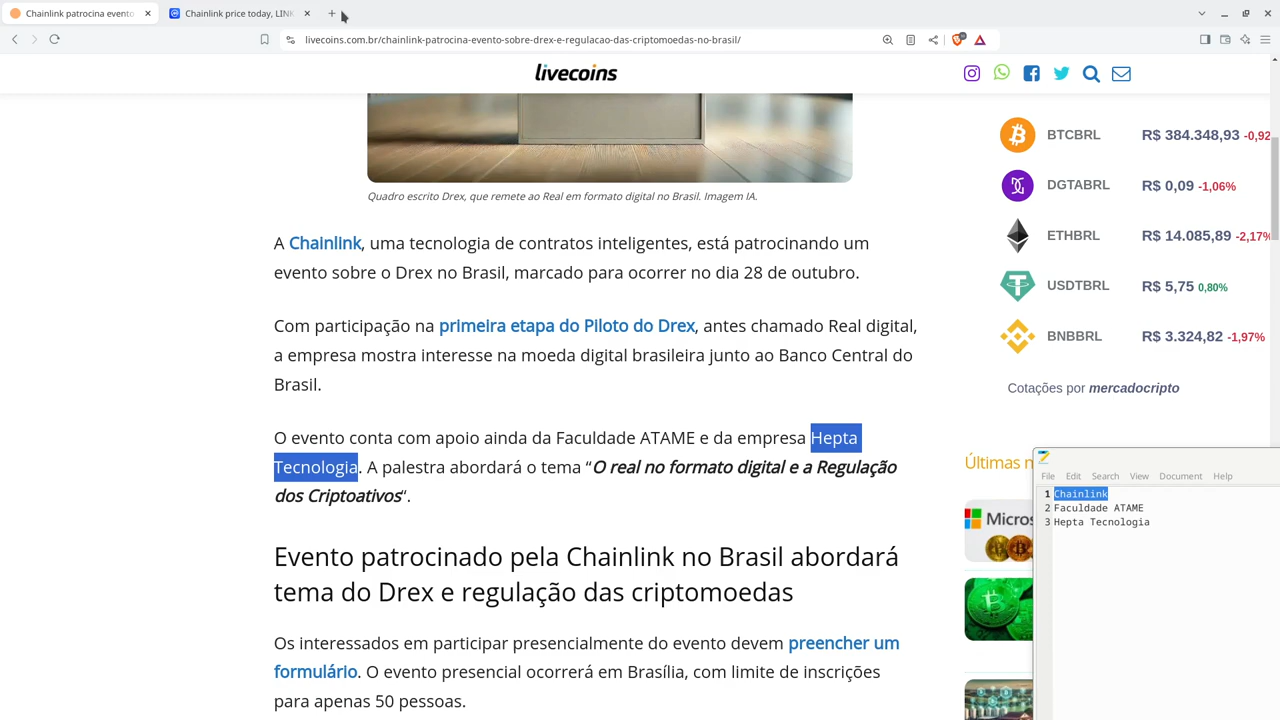 Chainlink patrocina evento
Chainlink price today, LINK
livecoins.com.br/chainlink-patrocina-evento-sobre-drex-e-regulacao-das-criptomoedas-no-brasil/
livecoins
Quadro escrito Drex, que remete ao Real em formato digital no Brasil. Imagem IA.
A Chainlink, uma tecnologia de contratos inteligentes, está patrocinando um
evento sobre o Drex no Brasil, marcado para ocorrer no dia 28 de outubro.
Com participação na primeira etapa do Piloto do Drex, antes chamado Real digital,
a empresa mostra interesse na moeda digital brasileira junto ao Banco Central do
Brasil.
O evento conta com apoio ainda da Faculdade ATAME e da empresa Hepta
Tecnologia. A palestra abordará o tema “O real no formato digital e a Regulação
dos Criptoativos“.
Evento patrocinado pela Chainlink no Brasil abordará
tema do Drex e regulação das criptomoedas
Os interessados em participar presencialmente do evento devem preencher um
formulário. O evento presencial ocorrerá em Brasília, com limite de inscrições
para apenas 50 pessoas.
BTCBRL R$ 384.348,93 -0,92
DGTABRL R$ 0,09 -1,06%
ETHBRL R$ 14.085,89 -2,17%
USDTBRL R$ 5,75 0,80%
BNBBRL R$ 3.324,82 -1,97%
Cotações por mercadocripto
Últimas
Micros
File Edit Search View Document Help
1 Chainlink
2 Faculdade ATAME
3 Hepta Tecnologia